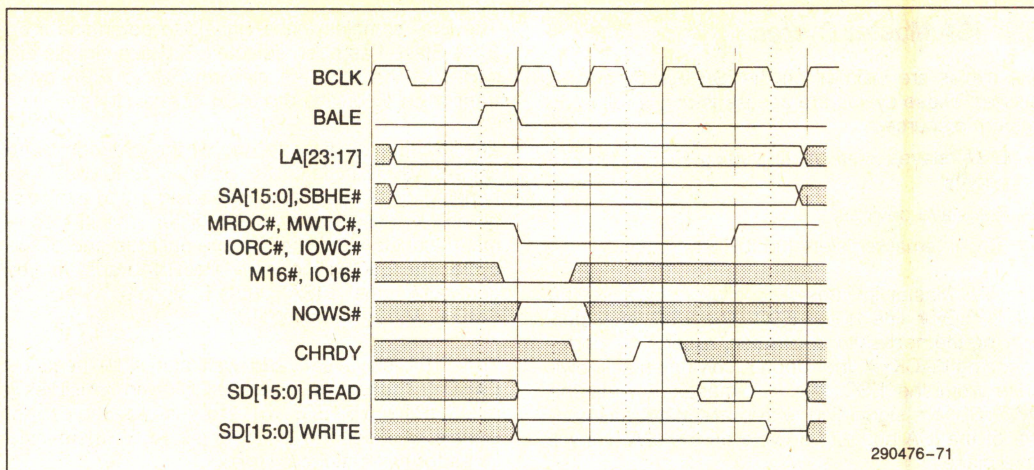 BCLK
BALE
LA[23:17]
SA[15:0],SBHE#
MRDC#, MWTC#,
IORC#, IOWC#
M16#, IO16#
NOWS#
CHRDY
SD[15:0] READ
SD[15:0] WRITE
290476–71